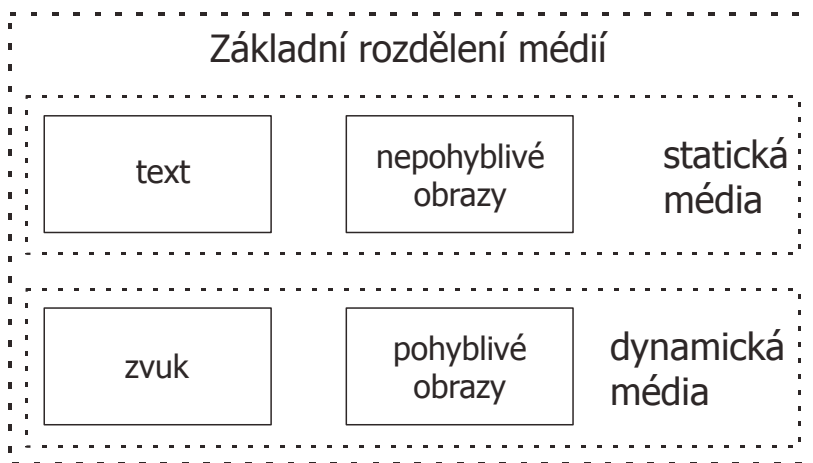 Základní rozdělení médií
text
nepohyblivé
obrazy
statická
média
zvuk
pohyblivé
obrazy
dynamická
média